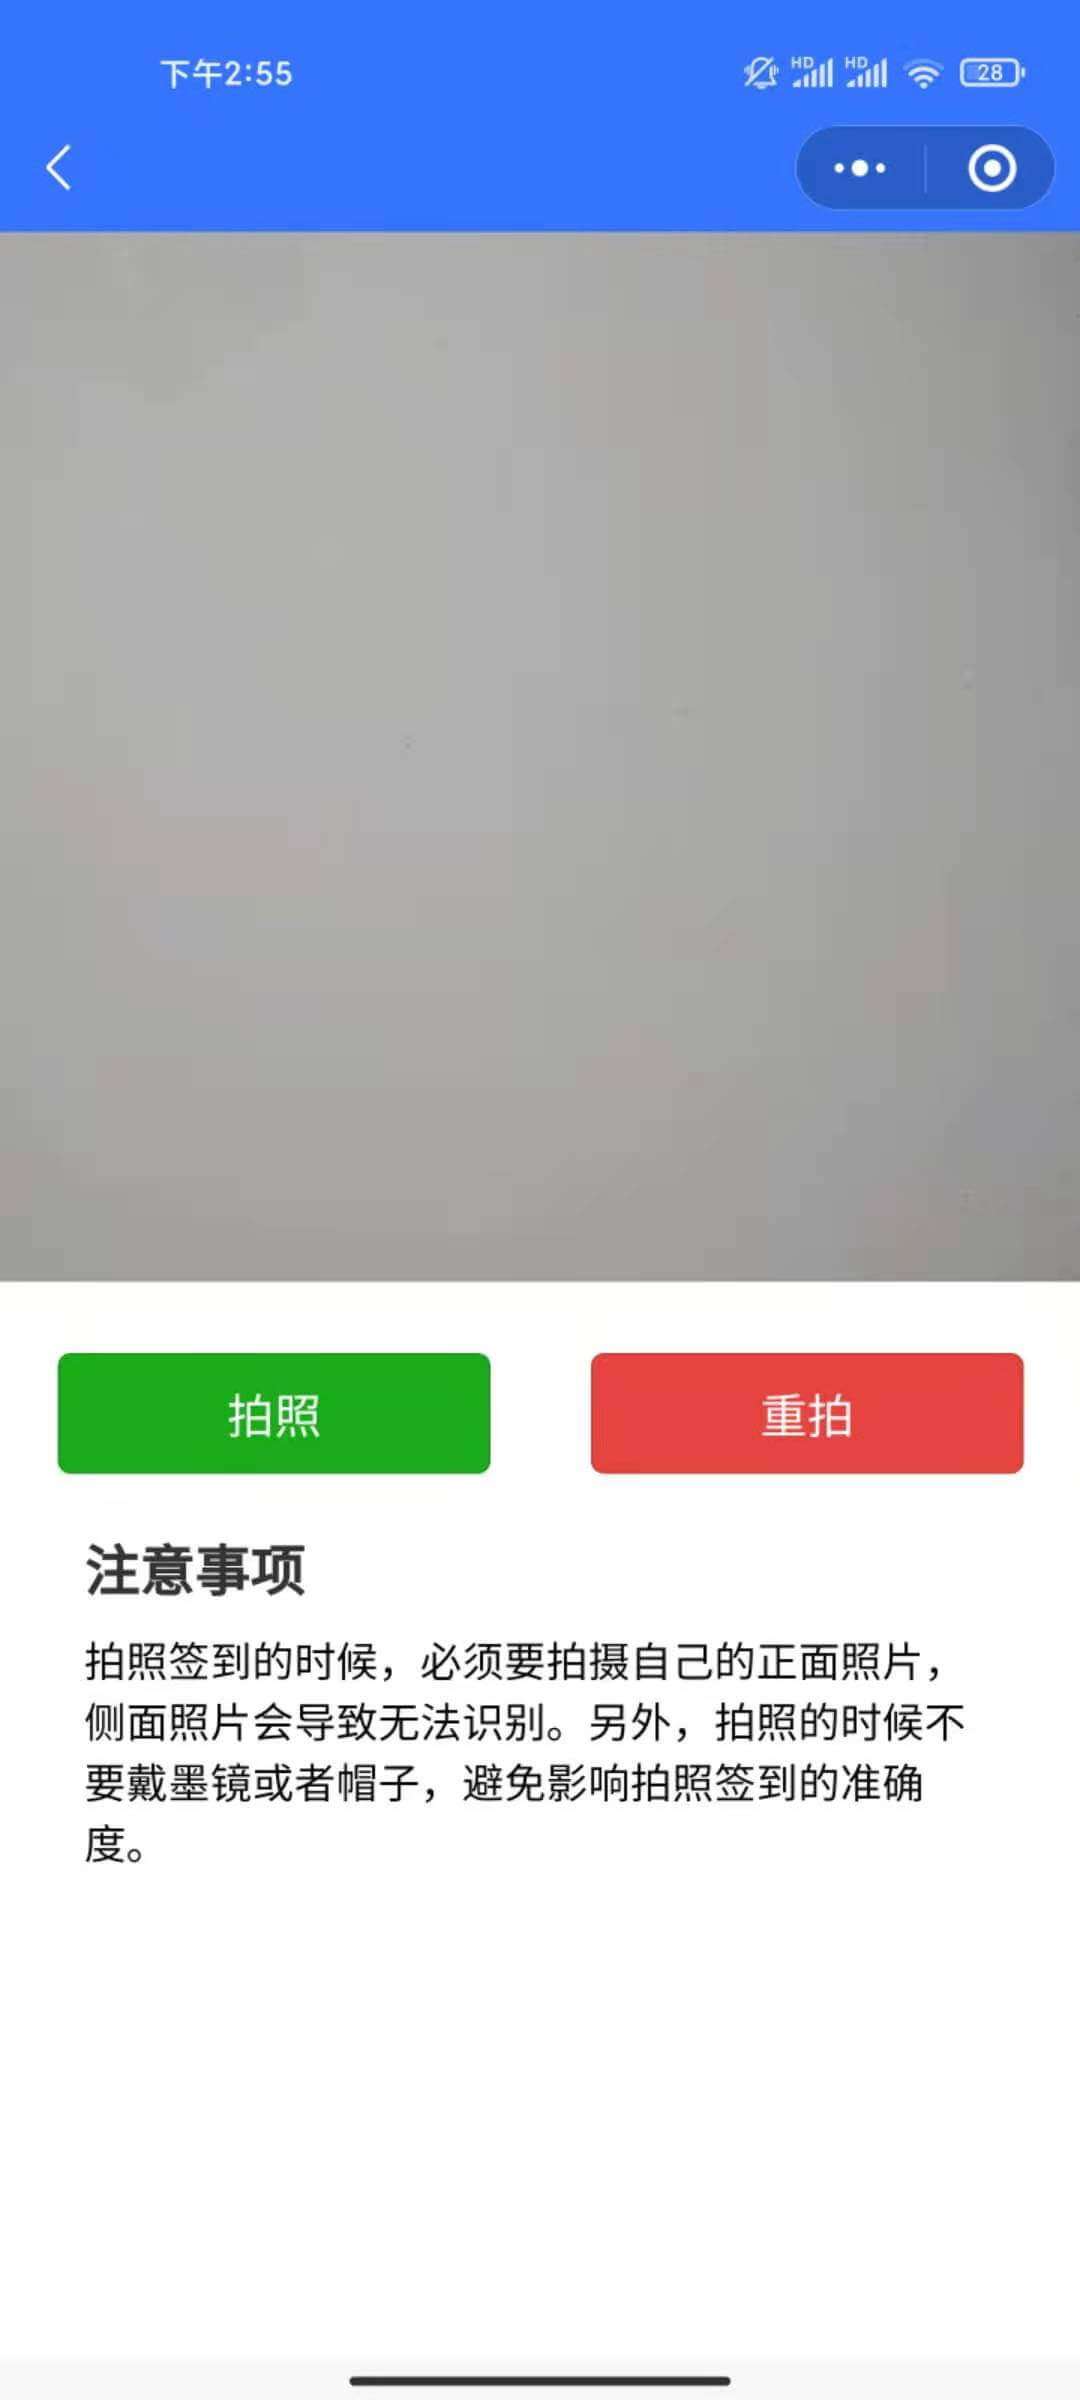 下午2:55
HD HD 28
拍照
重拍
注意事项
拍照签到的时候，必须要拍摄自己的正面照片，
侧面照片会导致无法识别。另外，拍照的时候不
要戴墨镜或者帽子，避免影响拍照签到的准确
度。